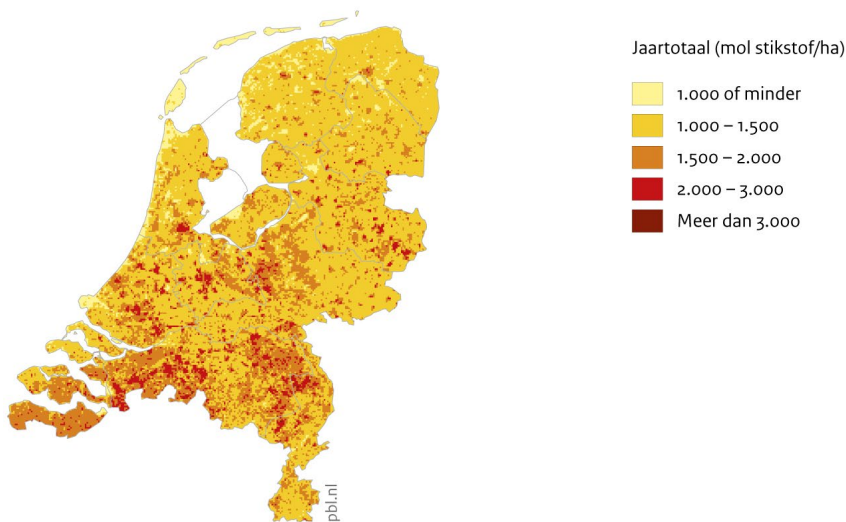 Jaartotaal (mol stikstof/ha)
1.000 of minder
1.000 – 1.500
1.500 – 2.000
2.000 – 3.000
Meer dan 3.000
pbl.nl